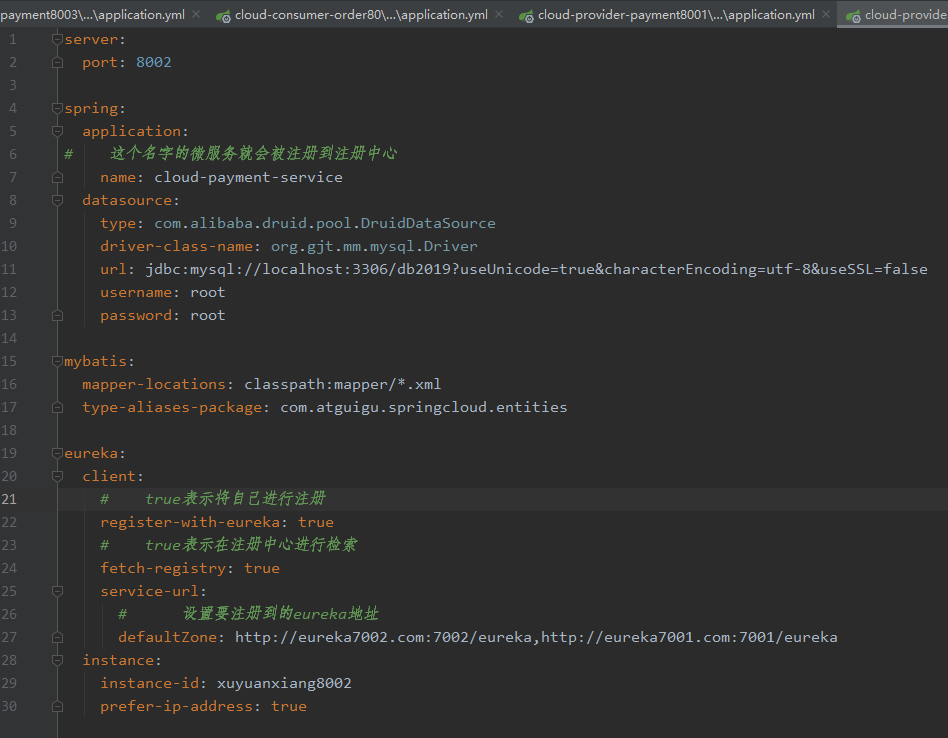 payment8003\...\application.yml × cloud-consumer-order80\...\application.yml × cloud-provider-payment8001\...\application.yml × cloud-provide
1 server:
2 port: 8002
3
4 spring:
5 application:
6 # 这个名字的微服务就会被注册到注册中心
7 name: cloud-payment-service
8 datasource:
9 type: com.alibaba.druid.pool.DruidDataSource
10 driver-class-name: org.gjt.mm.mysql.Driver
11 url: jdbc:mysql://localhost:3306/db2019?useUnicode=true&characterEncoding=utf-8&useSSL=false
12 username: root
13 password: root
14
15 mybatis:
16 mapper-locations: classpath:mapper/*.xml
17 type-aliases-package: com.atguigu.springcloud.entities
18
19 eureka:
20 client:
21 # true表示将自己进行注册
22 register-with-eureka: true
23 # true表示在注册中心进行检索
24 fetch-registry: true
25 service-url:
26 # 设置要注册到的eureka地址
27 defaultZone: http://eureka7002.com:7002/eureka,http://eureka7001.com:7001/eureka
28 instance:
29 instance-id: xuyuanxiang8002
30 prefer-ip-address: true